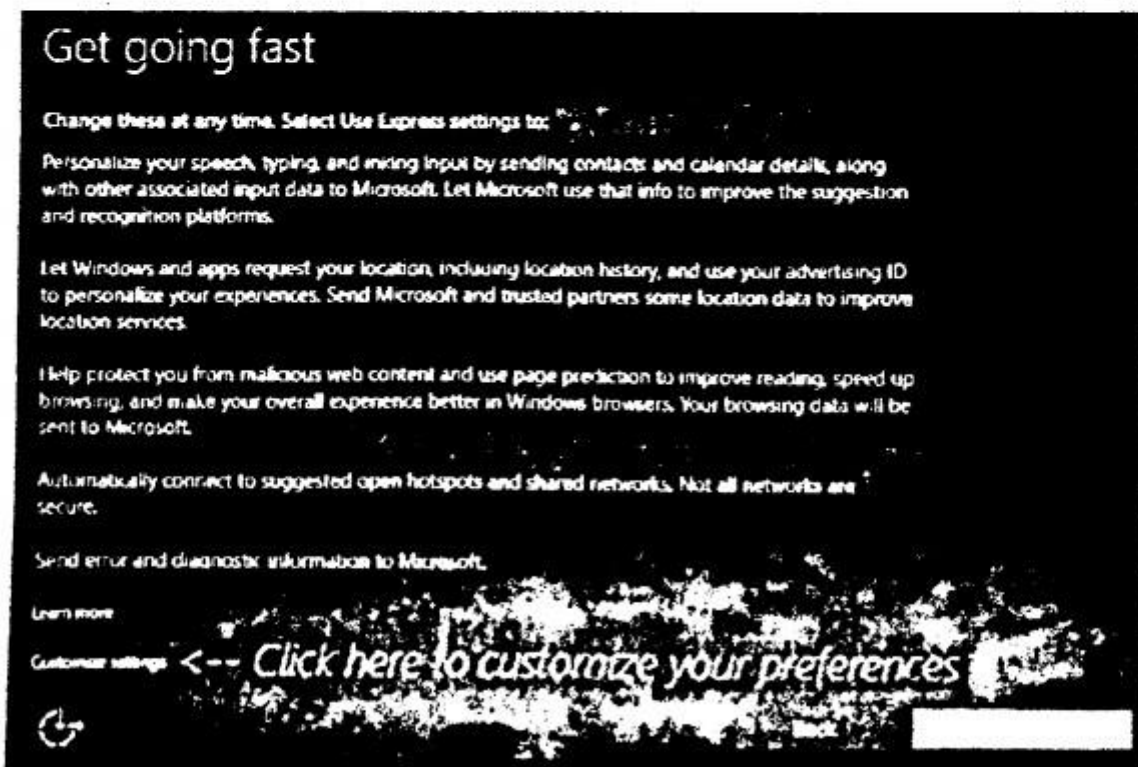 Get going fast
Change these at any time. Select Use Express settings to:
Personalize your speech, typing, and inking input by sending contacts and calendar details, along
with other associated input data to Microsoft. Let Microsoft use that info to improve the suggestion
and recognition platforms.
Let Windows and apps request your location, including location history, and use your advertising ID
to personalize your experiences. Send Microsoft and trusted partners some location data to improve
location services.
Help protect you from malicious web content and use page prediction to improve reading, speed up
browsing, and make your overall experience better in Windows browsers. Your browsing data will be
sent to Microsoft.
Automatically connect to suggested open hotspots and shared networks. Not all networks are
secure.
Send error and diagnostic information to Microsoft.
Learn more
Customize settings <-- Click here to customize your preferences
Back